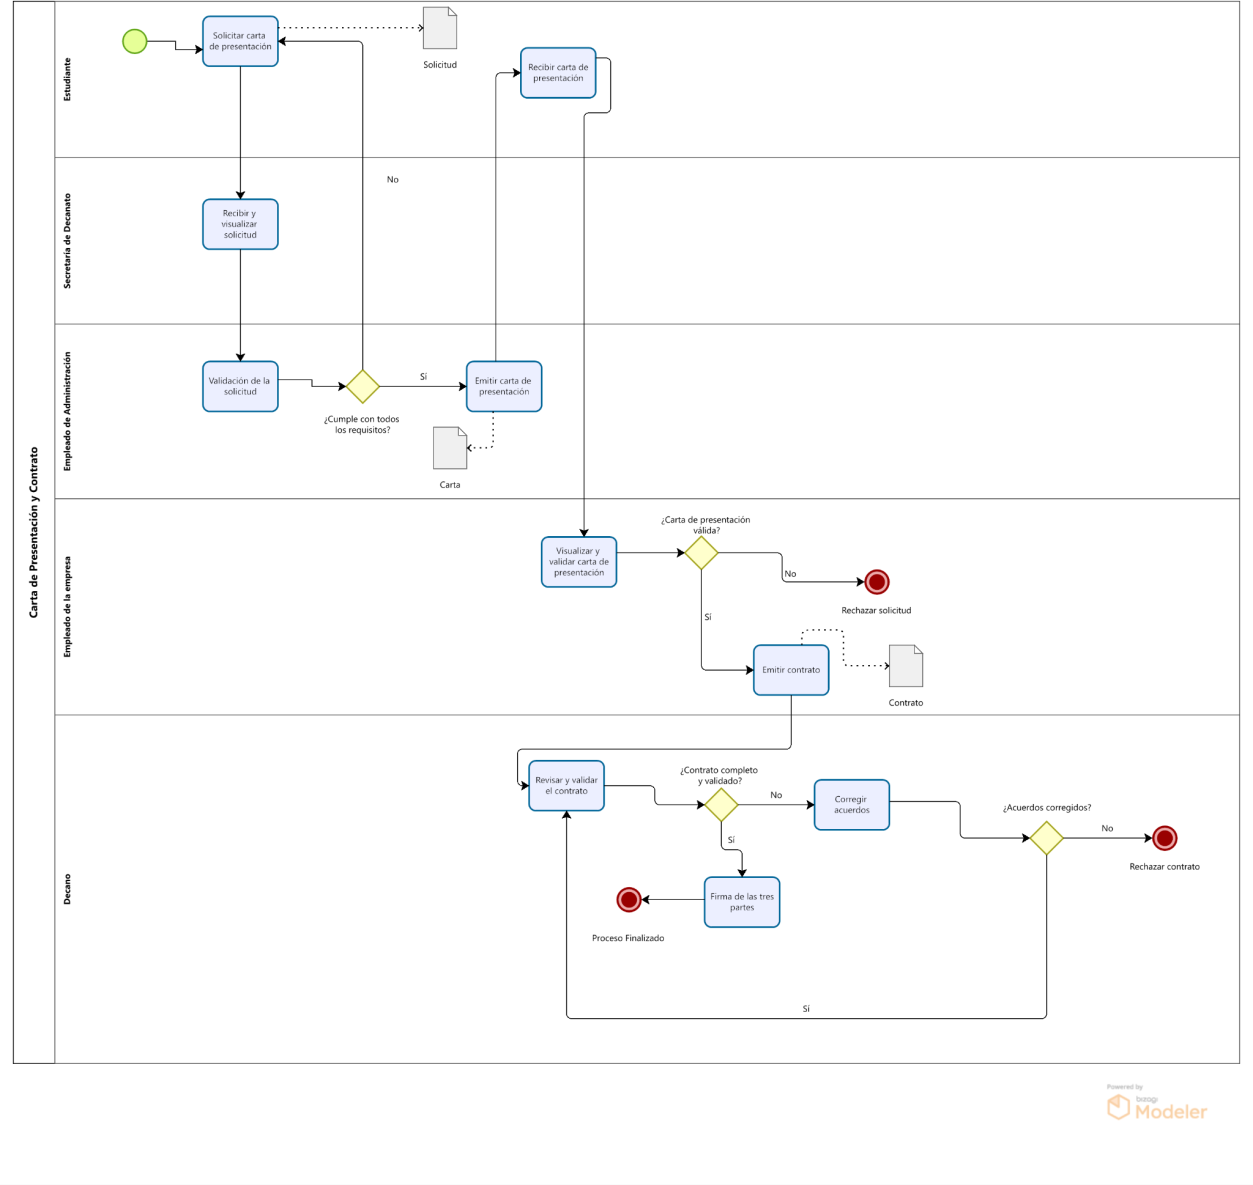 Carta de Presentación y Contrato
Estudiante
Solicitar carta
de presentación
Solicitud
Recibir carta de
presentación
Secretaría de Decanato
No
Recibir y
visualizar
solicitud
Empleado de Administración
Validación de la
solicitud
¿Cumple con todos
los requisitos?
Sí
Emitir carta de
presentación
Carta
Empleado de la empresa
Visualizar y
validar carta de
presentación
¿Carta de presentación
válida?
No
Rechazar solicitud
Sí
Emitir contrato
Contrato
Decano
Revisar y validar
el contrato
¿Contrato completo
y validado?
No
Corregir
acuerdos
¿Acuerdos corregidos?
No
Rechazar contrato
Sí
Firma de las tres
partes
Proceso Finalizado
Sí
Powered by
bizagi
Modeler